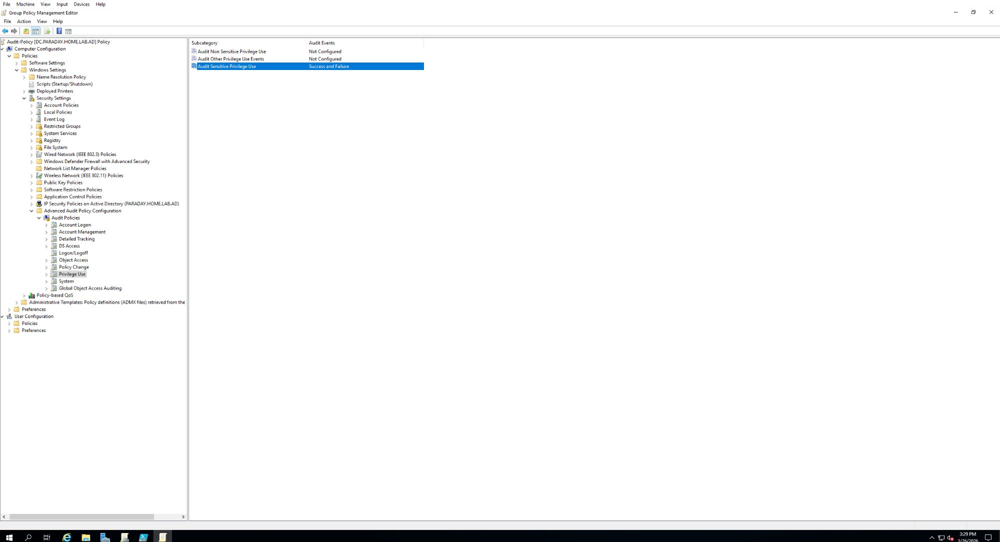 File Machine View Input Devices Help
Group Policy Management Editor
File Action View Help
Audit-Policy [DC.PARADAY.HOME.LAB.AD] Policy
Computer Configuration
Policies
Software Settings
Windows Settings
Name Resolution Policy
Scripts (Startup/Shutdown)
Deployed Printers
Security Settings
Account Policies
Local Policies
Event Log
Restricted Groups
System Services
Registry
File System
Wired Network (IEEE 802.3) Policies
Windows Defender Firewall with Advanced Security
Network List Manager Policies
Wireless Network (IEEE 802.11) Policies
Public Key Policies
Software Restriction Policies
Application Control Policies
IP Security Policies on Active Directory (PARADAY.HOME.LAB.AD)
Advanced Audit Policy Configuration
Audit Policies
Account Logon
Account Management
Detailed Tracking
DS Access
Logon/Logoff
Object Access
Policy Change
Privilege Use
System
Global Object Access Auditing
Policy-based QoS
Administrative Templates: Policy definitions (ADMX files) retrieved from the
Preferences
User Configuration
Policies
Preferences
Subcategory Audit Events
Audit Non Sensitive Privilege Use Not Configured
Audit Other Privilege Use Events Not Configured
Audit Sensitive Privilege Use Success and Failure
3:29 PM
3/26/2026